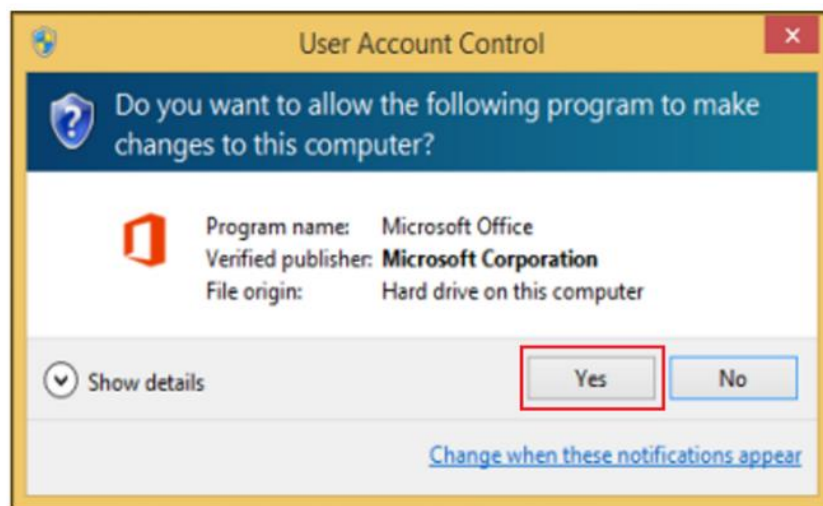 User Account Control
Do you want to allow the following program to make
changes to this computer?
Program name: Microsoft Office
Verified publisher: Microsoft Corporation
File origin: Hard drive on this computer
Show details
Yes
No
Change when these notifications appear